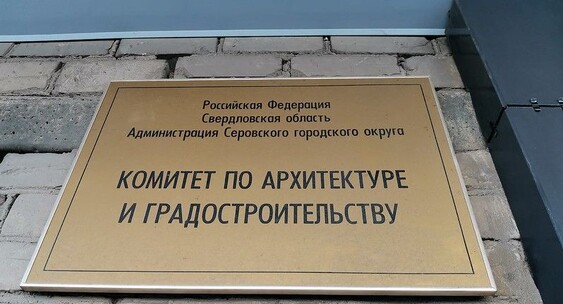 Российская Федерация
Свердловская область
Администрация Серовского городского округа
КОМИТЕТ ПО АРХИТЕКТУРЕ
И ГРАДОСТРОИТЕЛЬСТВУ